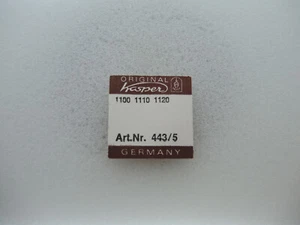 ORIGINAL
Kasper
1100 1110 1120
Art.Nr. 443/5
GERMANY